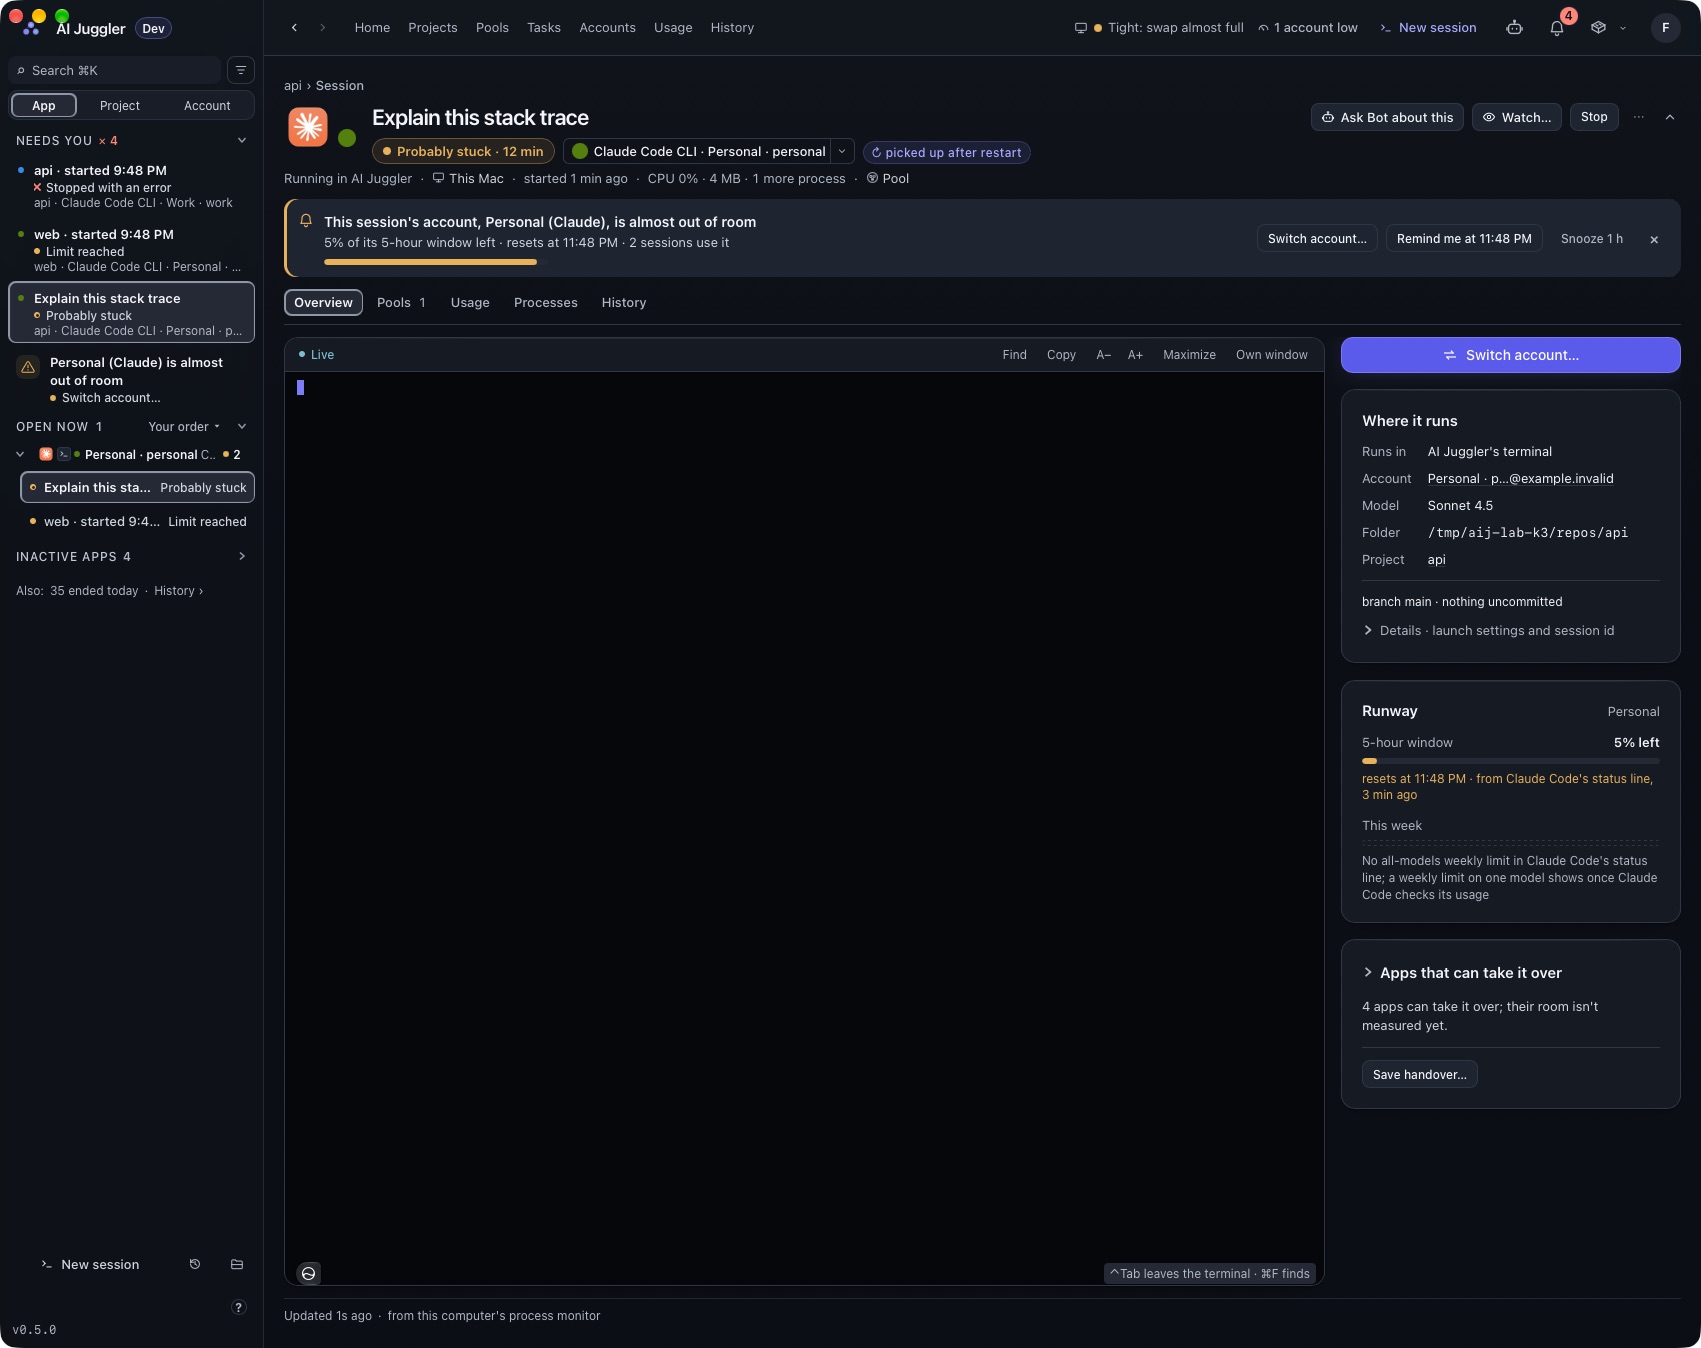 AI Juggler Dev
Search ⌘K
App Project Account
NEEDS YOU × 4
api · started 9:48 PM
Stopped with an error
api · Claude Code CLI · Work · work
web · started 9:48 PM
Limit reached
web · Claude Code CLI · Personal · ...
Explain this stack trace
Probably stuck
api · Claude Code CLI · Personal · p...
Personal (Claude) is almost
out of room
Switch account...
OPEN NOW 1 Your order
Personal · personal C.. 2
Explain this sta... Probably stuck
web · started 9:4... Limit reached
INACTIVE APPS 4
Also: 35 ended today · History ›
New session
?
v0.5.0
‹ › Home Projects Pools Tasks Accounts Usage History
Tight: swap almost full 1 account low New session 4 F
api › Session
Explain this stack trace
Ask Bot about this Watch... Stop ...
Probably stuck · 12 min Claude Code CLI · Personal · personal picked up after restart
Running in AI Juggler · This Mac · started 1 min ago · CPU 0% · 4 MB · 1 more process · Pool
This session's account, Personal (Claude), is almost out of room
5% of its 5-hour window left · resets at 11:48 PM · 2 sessions use it
Switch account... Remind me at 11:48 PM Snooze 1 h ×
Overview Pools 1 Usage Processes History
Live Find Copy A− A+ Maximize Own window
^Tab leaves the terminal · ⌘F finds
Switch account...
Where it runs
Runs in AI Juggler's terminal
Account Personal · p...@example.invalid
Model Sonnet 4.5
Folder /tmp/aij-lab-k3/repos/api
Project api
branch main · nothing uncommitted
Details · launch settings and session id
Runway Personal
5-hour window 5% left
resets at 11:48 PM · from Claude Code's status line,
3 min ago
This week
No all-models weekly limit in Claude Code's status
line; a weekly limit on one model shows once Claude
Code checks its usage
Apps that can take it over
4 apps can take it over; their room isn't
measured yet.
Save handover...
Updated 1s ago · from this computer's process monitor